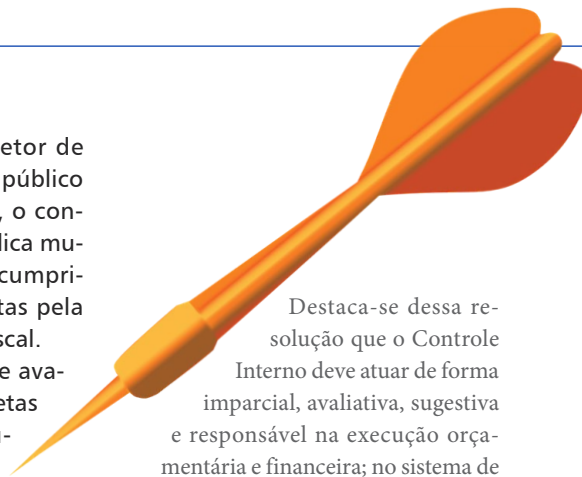 etor de
público
, o con-
lica mu-
cumpri-
tas pela
scal.
e ava-
etas
-
Destaca-se dessa re-
solução que o Controle
Interno deve atuar de forma
imparcial, avaliativa, sugestiva
e responsável na execução orça-
mentária e financeira; no sistema de